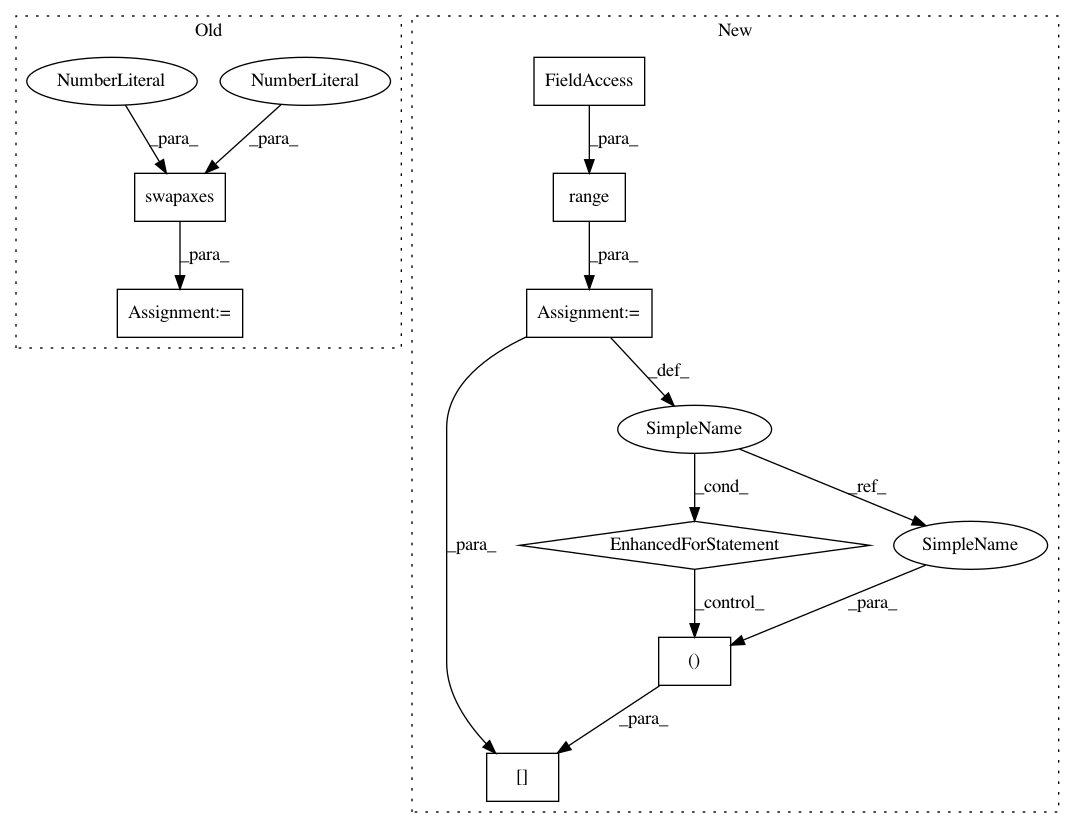 Old
New
NumberLiteral
NumberLiteral
FieldAccess
_para_
_para_
_para_
swapaxes
range
_para_
_para_
Assignment:=
Assignment:=
_def_
SimpleName
_cond_
_ref_
_para_
EnhancedForStatement
SimpleName
_control_
_para_
()
_para_
[]